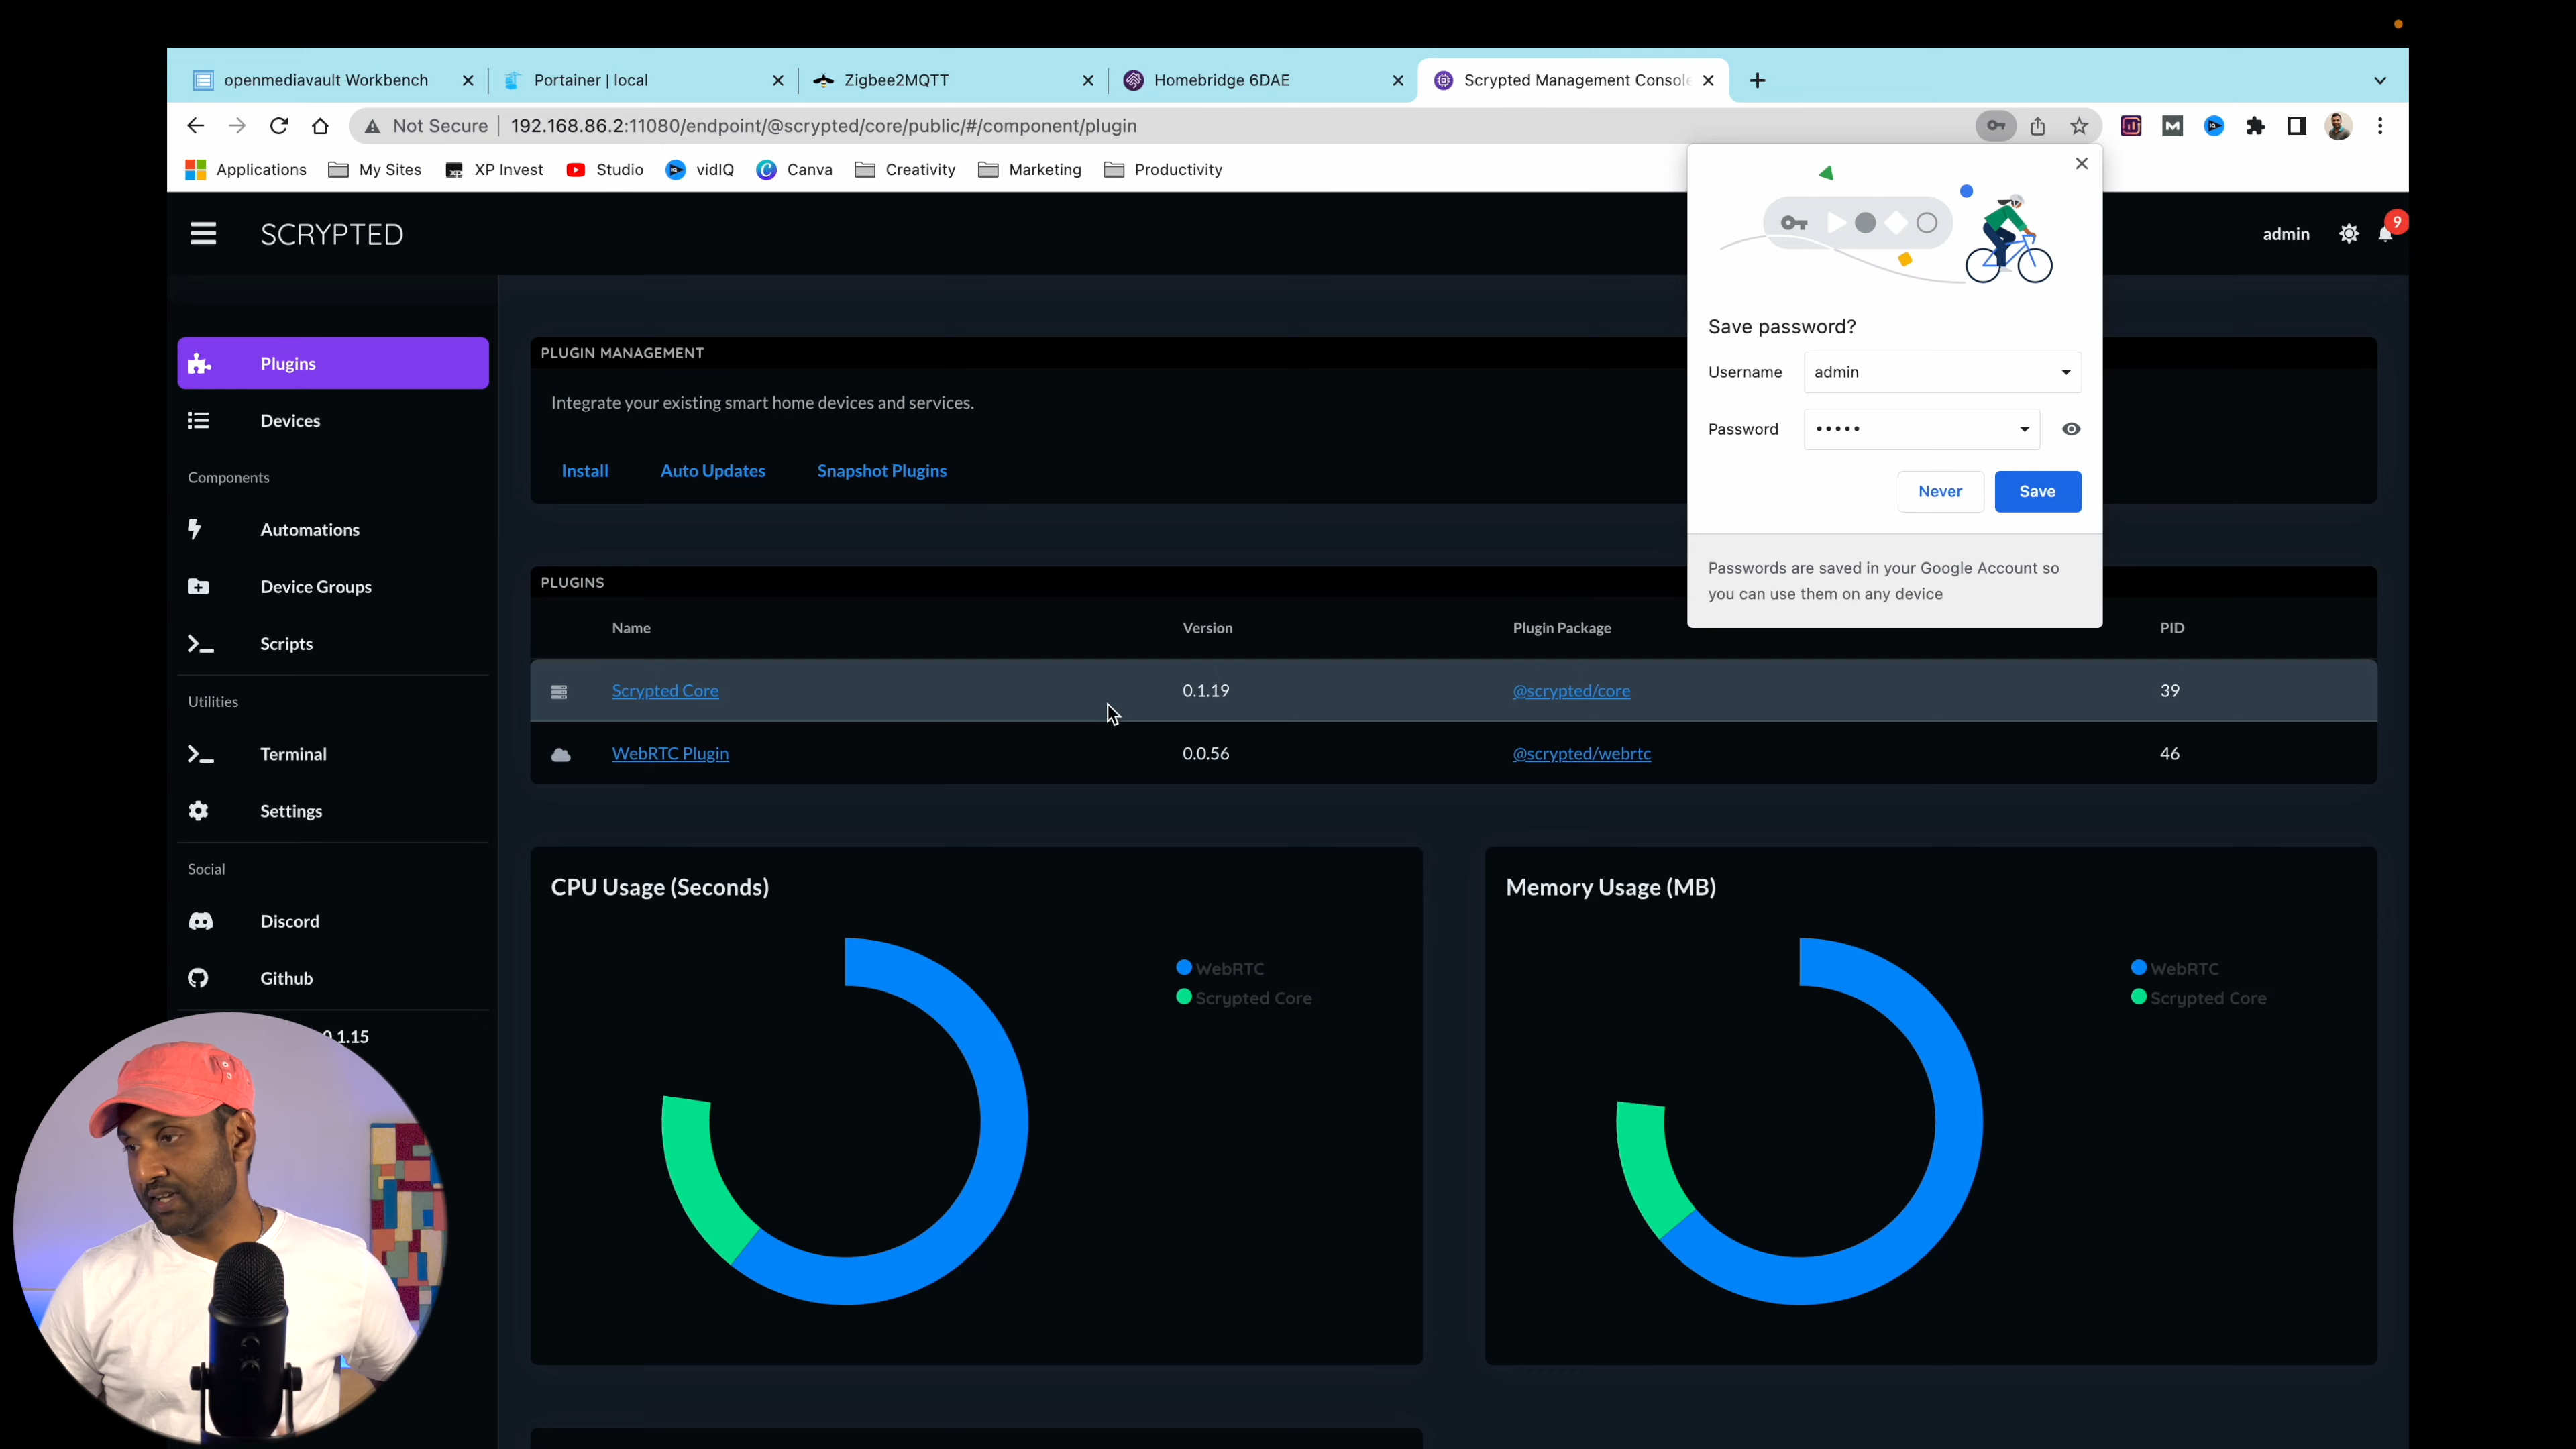 openmediavault Workbench
Portainer | local
Zigbee2MQTT
Homebridge 6DAE
Scrypted Management Console
Not Secure
192.168.86.2:11080/endpoint/@scrypted/core/public/#/component/plugin
Applications
My Sites
XP Invest
Studio
vidIQ
Canva
Creativity
Marketing
Productivity
SCRYPTED
admin
9
Plugins
Devices
Components
Automations
Device Groups
Scripts
Utilities
Terminal
Settings
Social
Discord
Github
0.1.15
PLUGIN MANAGEMENT
Integrate your existing smart home devices and services.
Install Auto Updates Snapshot Plugins
PLUGINS
Name Version Plugin Package PID
Scrypted Core 0.1.19 @scrypted/core 39
WebRTC Plugin 0.0.56 @scrypted/webrtc 46
CPU Usage (Seconds)
WebRTC
Scrypted Core
Memory Usage (MB)
WebRTC
Scrypted Core
Save password?
Username admin
Password •••••
Never Save
Passwords are saved in your Google Account so
you can use them on any device